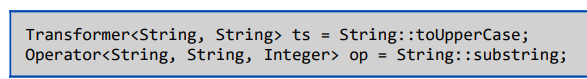 Transformer<String, String> ts = String::toUpperCase;
Operator<String, String, Integer> op = String::substring;